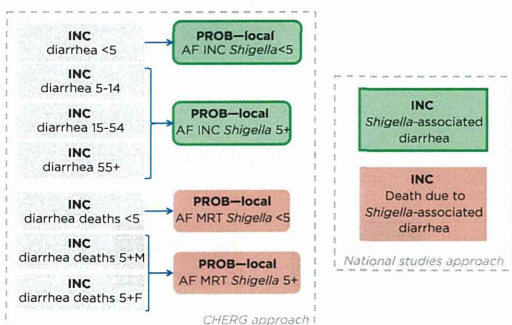 INC
diarrhea <5
PROB—local
AF INC Shigella<5
INC
diarrhea 5-14
INC
diarrhea 15-54
INC
diarrhea 55+
PROB—local
AF INC Shigella 5+
INC
diarrhea deaths <5
PROB—local
AF MRT Shigella <5
INC
diarrhea deaths 5+M
INC
diarrhea deaths 5+F
PROB—local
AF MRT Shigella 5+
CHERG approach
INC
Shigella-associated
diarrhea
INC
Death due to
Shigella-associated
diarrhea
National studies approach